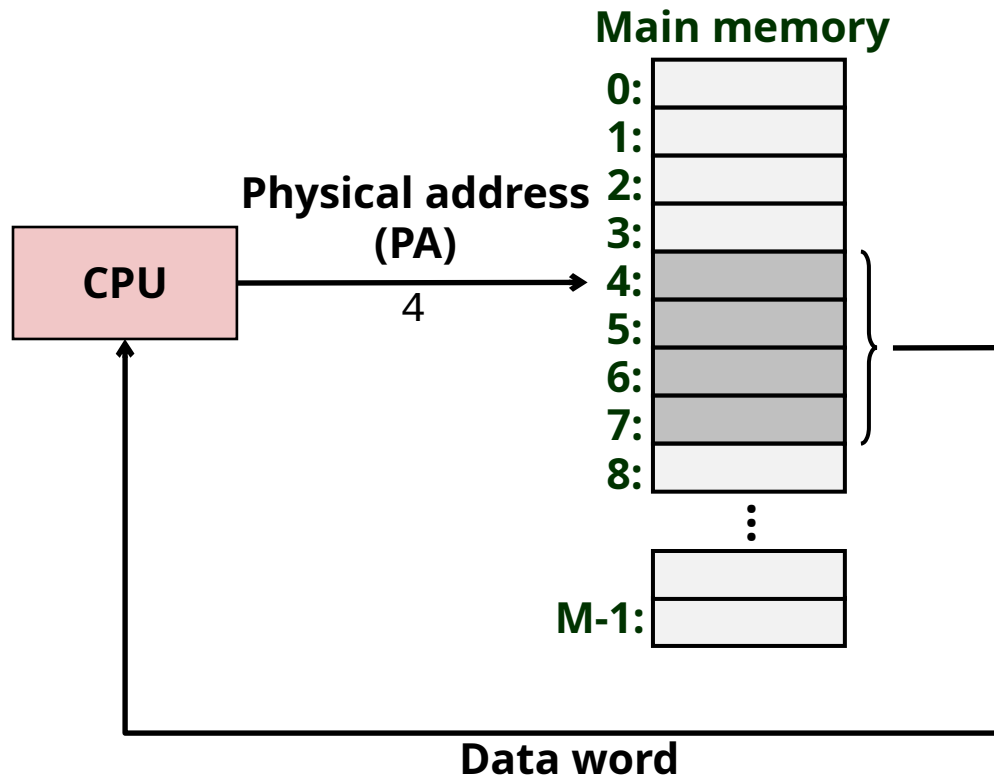 Main memory
0:
1:
2:
Physical address
(PA)
3:
CPU
4:
4
5:
6:
7:
8:
M-1:
Data word